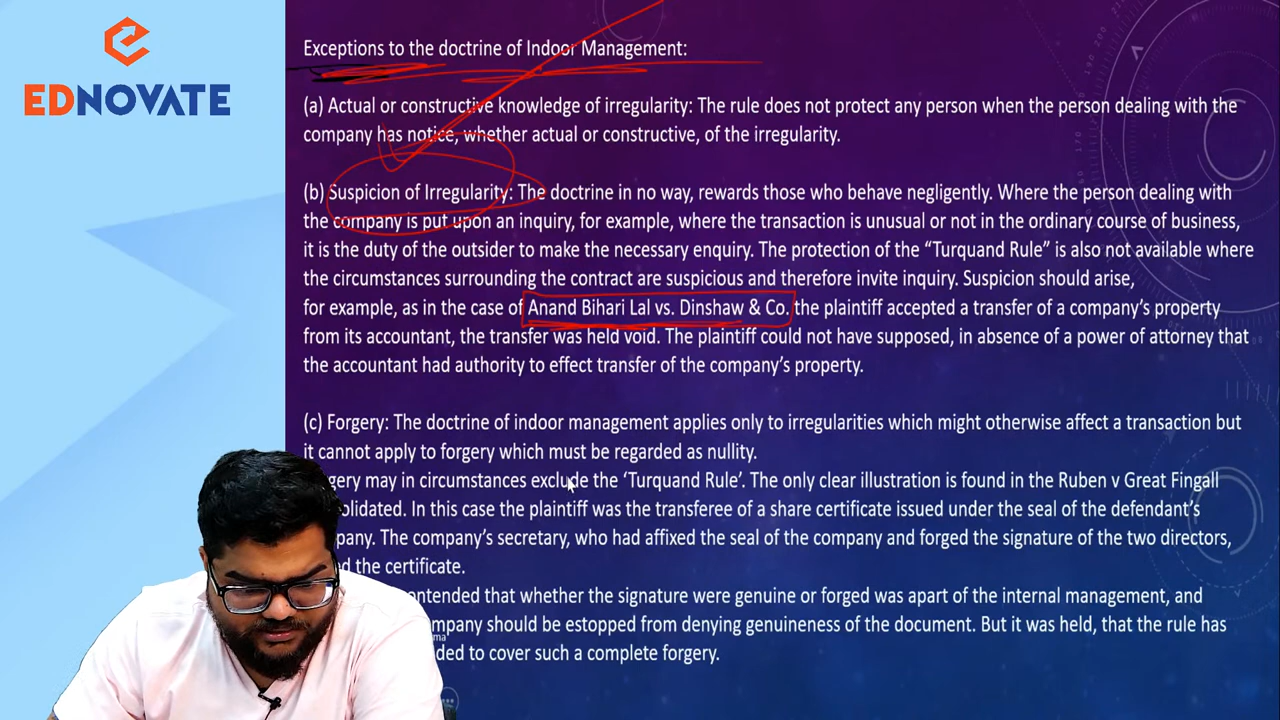 EDNOVATE
Exceptions to the doctrine of Indoor Management:
(a) Actual or constructive knowledge of irregularity: The rule does not protect any person when the person dealing with the
company has notice, whether actual or constructive, of the irregularity.
(b) Suspicion of Irregularity: The doctrine in no way, rewards those who behave negligently. Where the person dealing with
the company is put upon an inquiry, for example, where the transaction is unusual or not in the ordinary course of business,
it is the duty of the outsider to make the necessary enquiry. The protection of the “Turquand Rule” is also not available where
the circumstances surrounding the contract are suspicious and therefore invite inquiry. Suspicion should arise,
for example, as in the case of Anand Bihari Lal vs. Dinshaw & Co. the plaintiff accepted a transfer of a company’s property
from its accountant, the transfer was held void. The plaintiff could not have supposed, in absence of a power of attorney that
the accountant had authority to effect transfer of the company’s property.
(c) Forgery: The doctrine of indoor management applies only to irregularities which might otherwise affect a transaction but
it cannot apply to forgery which must be regarded as nullity.
gery may in circumstances exclude the ‘Turquand Rule’. The only clear illustration is found in the Ruben v Great Fingall
olidated. In this case the plaintiff was the transferee of a share certificate issued under the seal of the defendant’s
pany. The company’s secretary, who had affixed the seal of the company and forged the signature of the two directors,
d the certificate.
ontended that whether the signature were genuine or forged was apart of the internal management, and
mpany should be estopped from denying genuineness of the document. But it was held, that the rule has
ma
ded to cover such a complete forgery.